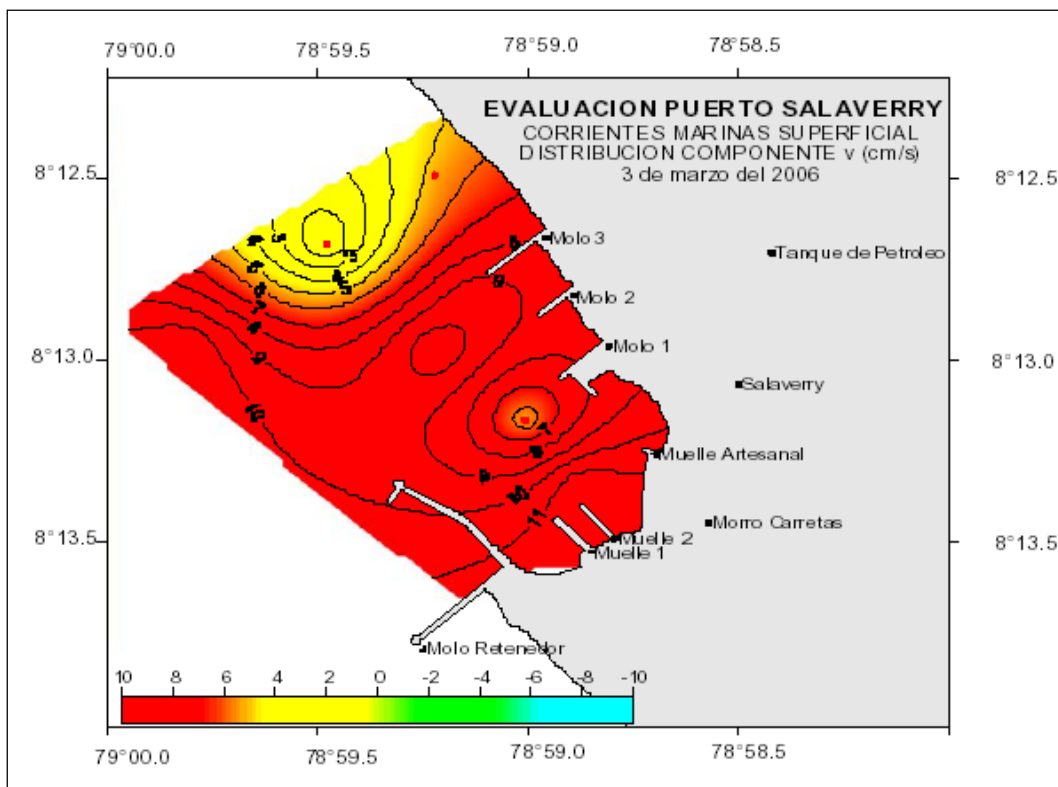 79°00.0 78°59.5 78°59.0 78°58.5
EVALUACION PUERTO SALAVERRY
CORRIENTES MARINAS SUPERFICIAL
DISTRIBUCION COMPONENTE v (cm/s)
3 de marzo del 2006
8°12.5 8°12.5
Molo 3
Tanque de Petroleo
Molo 2
Molo 1
8°13.0 8°13.0
Salaverry
Muelle Artesanal
Morro Carretas
8°13.5 8°13.5
Muelle 2
Muelle 1
Molo Retenedor
10 8 6 4 2 0 -2 -4 -6 -8 -10
79°00.0 78°59.5 78°59.0 78°58.5